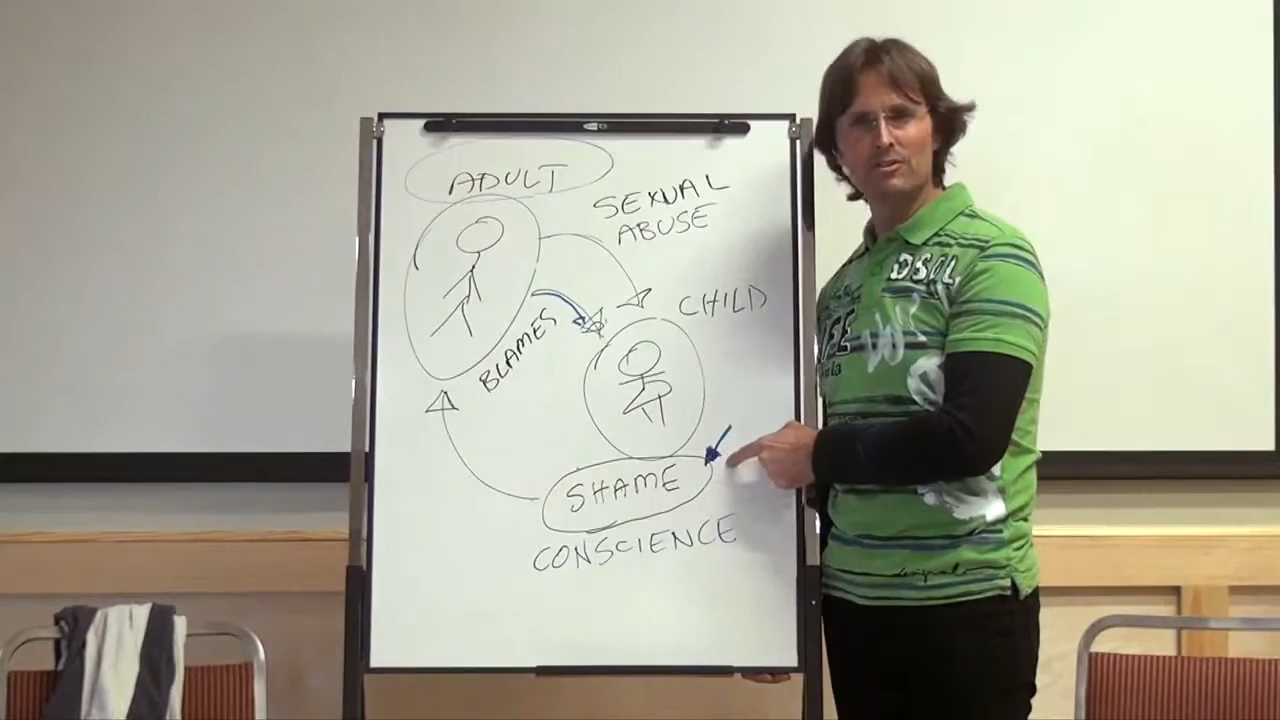 ADULT
SEXUAL
ABUSE
CHILD
BLAMES
SHAME
CONSCIENCE